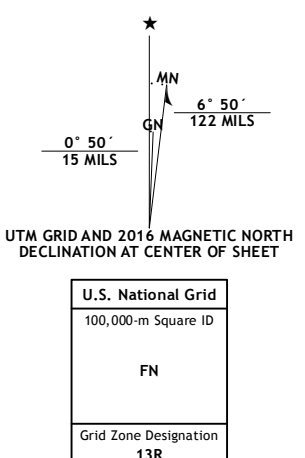 MN
GN
6° 50´
122 MILS
0° 50´
15 MILS
UTM GRID AND 2016 MAGNETIC NORTH
DECLINATION AT CENTER OF SHEET
U.S. National Grid
100,000-m Square ID
FN
Grid Zone Designation
13R